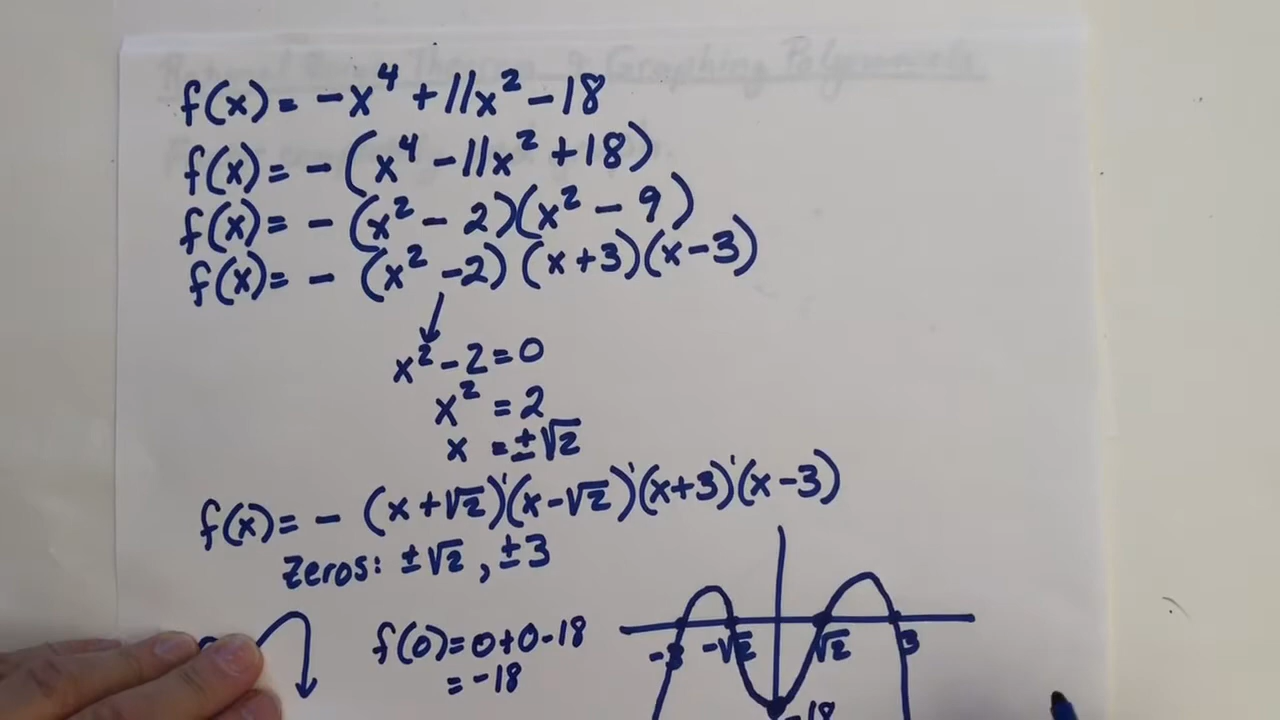 f(x) = -x⁴ + 11x² - 18
f(x) = -(x⁴ - 11x² + 18)
f(x) = -(x² - 2)(x² - 9)
f(x) = -(x² - 2)(x + 3)(x - 3)
x² - 2 = 0
x² = 2
x = ±√2
f(x) = -(x + √2)'(x - √2)'(x + 3)'(x - 3)
Zeros: ±√2, ±3
f(0) = 0 + 0 - 18
= -18
-3 -√2 √2 3
-18